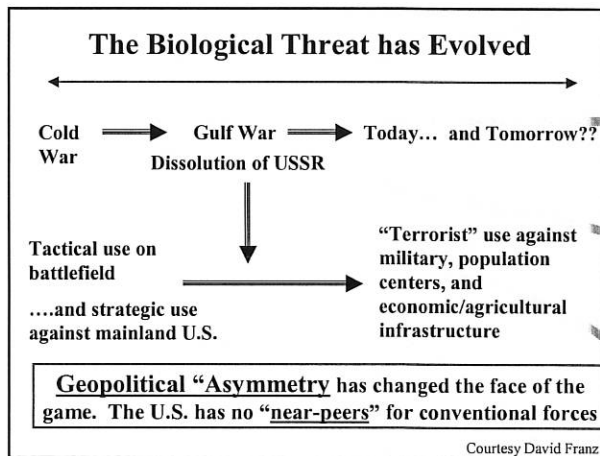 The Biological Threat has Evolved
Cold
War
Gulf War
Dissolution of USSR
Today… and Tomorrow??
Tactical use on
battlefield
….and strategic use
against mainland U.S.
“Terrorist” use against
military, population
centers, and
economic/agricultural
infrastructure
Geopolitical “Asymmetry has changed the face of the
game. The U.S. has no “near-peers” for conventional forces
Courtesy David Franz